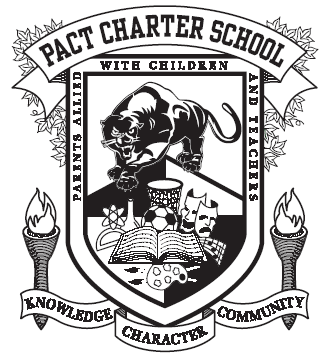 PACT CHARTER SCHOOL
PARENTS ALLIED
WITH CHILDREN
AND TEACHERS
KNOWLEDGE
CHARACTER
COMMUNITY